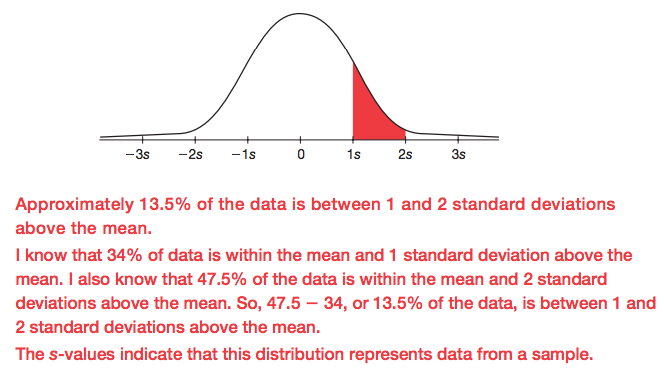 −3s −2s −1s 0 1s 2s 3s
Approximately 13.5% of the data is between 1 and 2 standard deviations
above the mean.
I know that 34% of data is within the mean and 1 standard deviation above the
mean. I also know that 47.5% of the data is within the mean and 2 standard
deviations above the mean. So, 47.5 − 34, or 13.5% of the data, is between 1 and
2 standard deviations above the mean.
The s-values indicate that this distribution represents data from a sample.